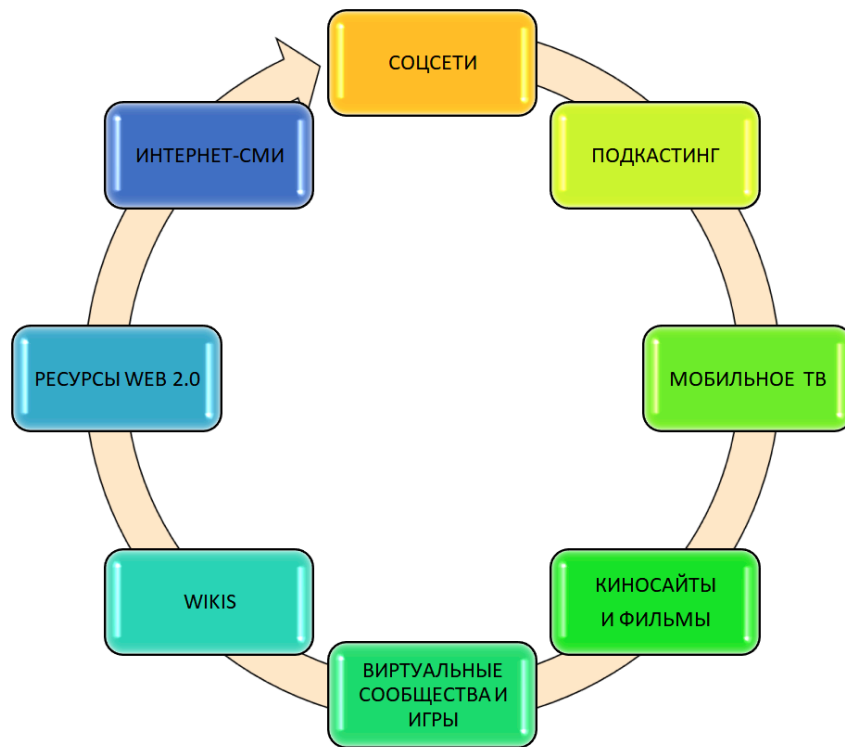 СОЦСЕТИ
ПОДКАСТИНГ
МОБИЛЬНОЕ ТВ
КИНОСАЙТЫ
И ФИЛЬМЫ
ВИРТУАЛЬНЫЕ
СООБЩЕСТВА И
ИГРЫ
WIKIS
РЕСУРСЫ WEB 2.0
ИНТЕРНЕТ-СМИ